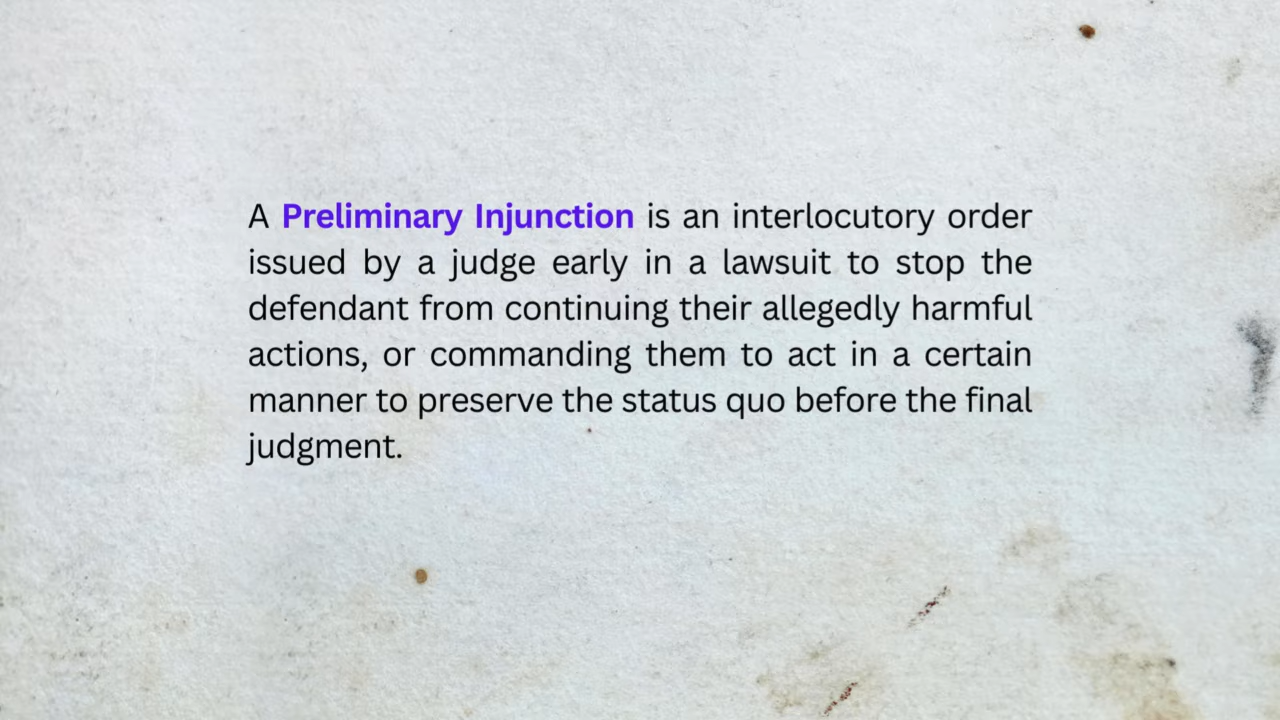 A Preliminary Injunction is an interlocutory order
issued by a judge early in a lawsuit to stop the
defendant from continuing their allegedly harmful
actions, or commanding them to act in a certain
manner to preserve the status quo before the final
judgment.